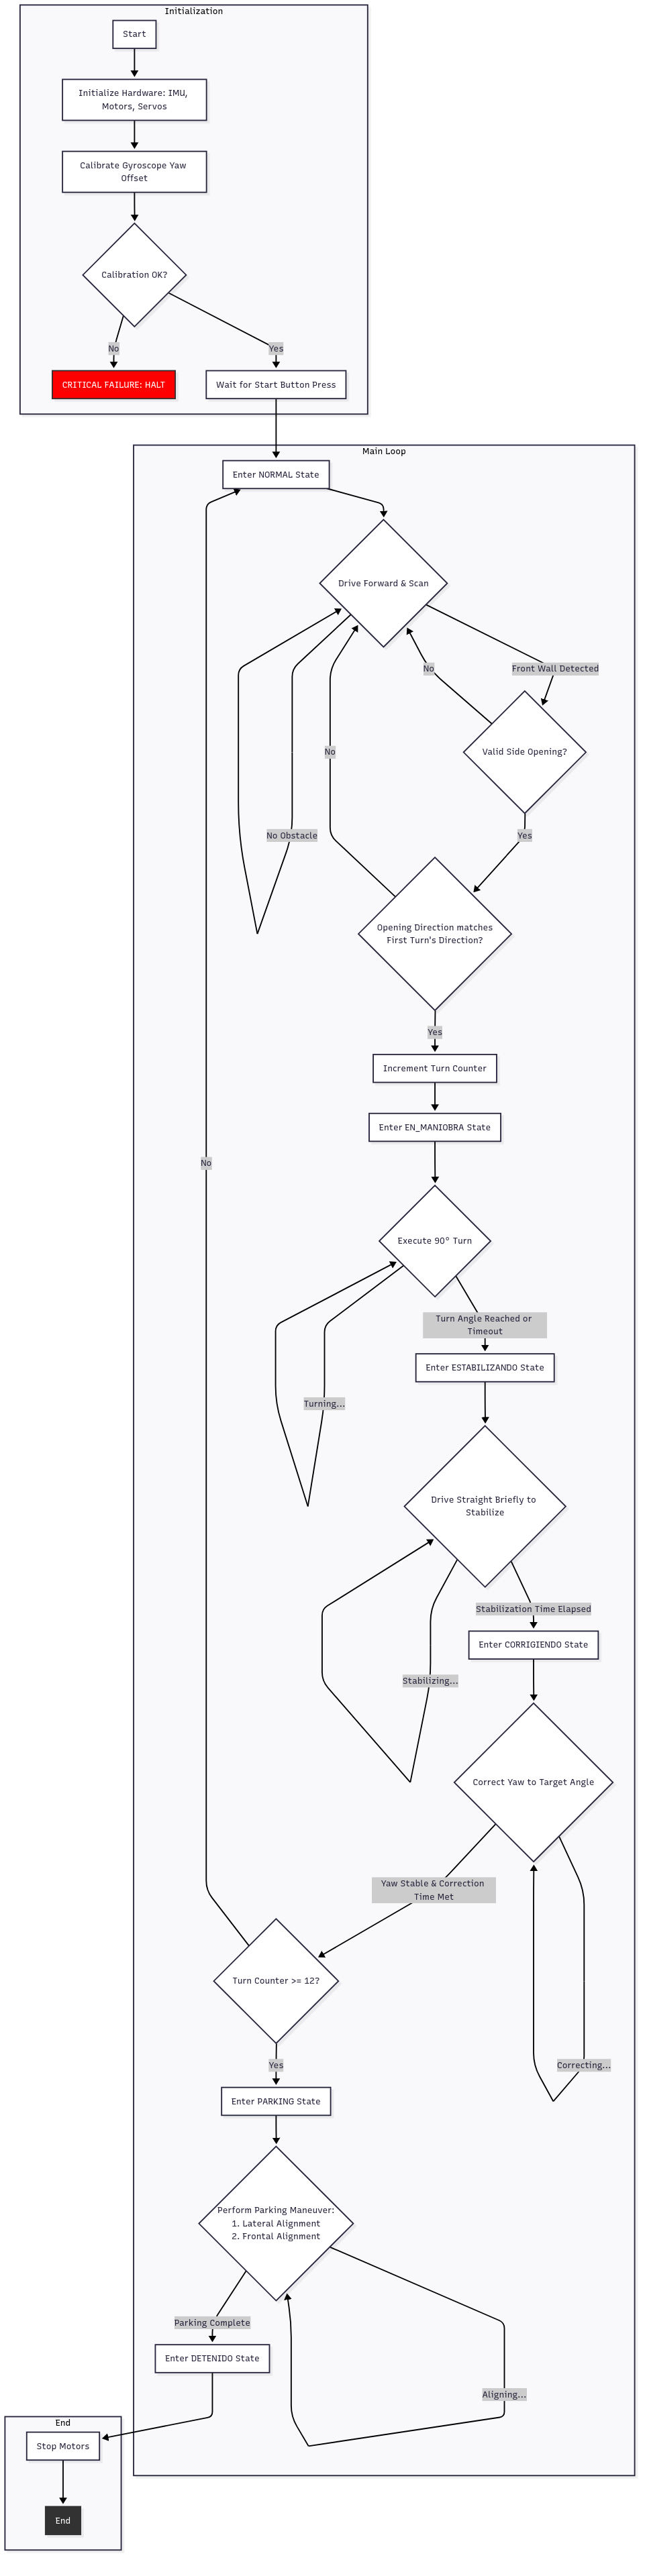 Initialization
Start
Initialize Hardware: IMU,
Motors, Servos
Calibrate Gyroscope Yaw
Offset
Calibration OK?
No
Yes
CRITICAL FAILURE: HALT
Wait for Start Button Press
Main Loop
Enter NORMAL State
Drive Forward & Scan
No
Front Wall Detected
No
Valid Side Opening?
No Obstacle
Yes
Opening Direction matches
First Turn's Direction?
Yes
Increment Turn Counter
Enter EN_MANIOBRA State
No
Execute 90° Turn
Turn Angle Reached or
Timeout
Enter ESTABILIZANDO State
Turning...
Drive Straight Briefly to
Stabilize
Stabilization Time Elapsed
Enter CORRIGIENDO State
Stabilizing...
Correct Yaw to Target Angle
Yaw Stable & Correction
Time Met
Turn Counter >= 12?
Yes
Correcting...
Enter PARKING State
Perform Parking Maneuver:
1. Lateral Alignment
2. Frontal Alignment
Parking Complete
Enter DETENIDO State
Aligning...
End
Stop Motors
End